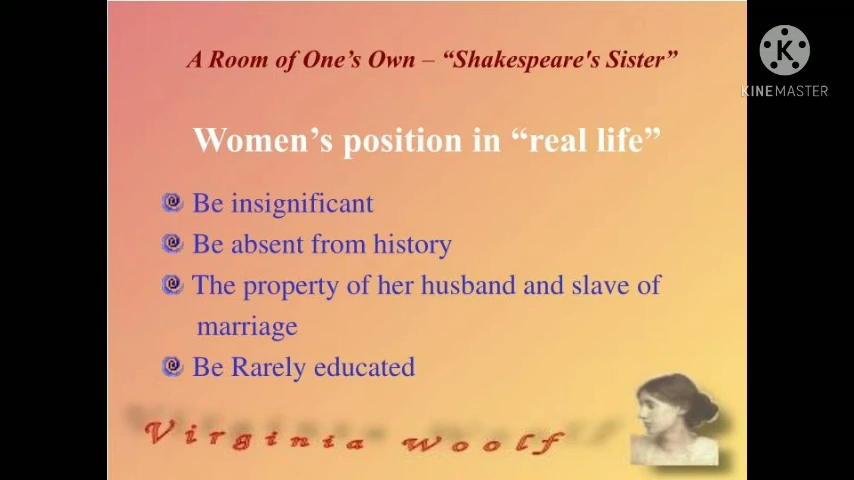 A Room of One's Own – “Shakespeare's Sister”
K
KINEMASTER
Women's position in “real life”
Be insignificant
Be absent from history
The property of her husband and slave of
marriage
Be Rarely educated
Virginia Woolf